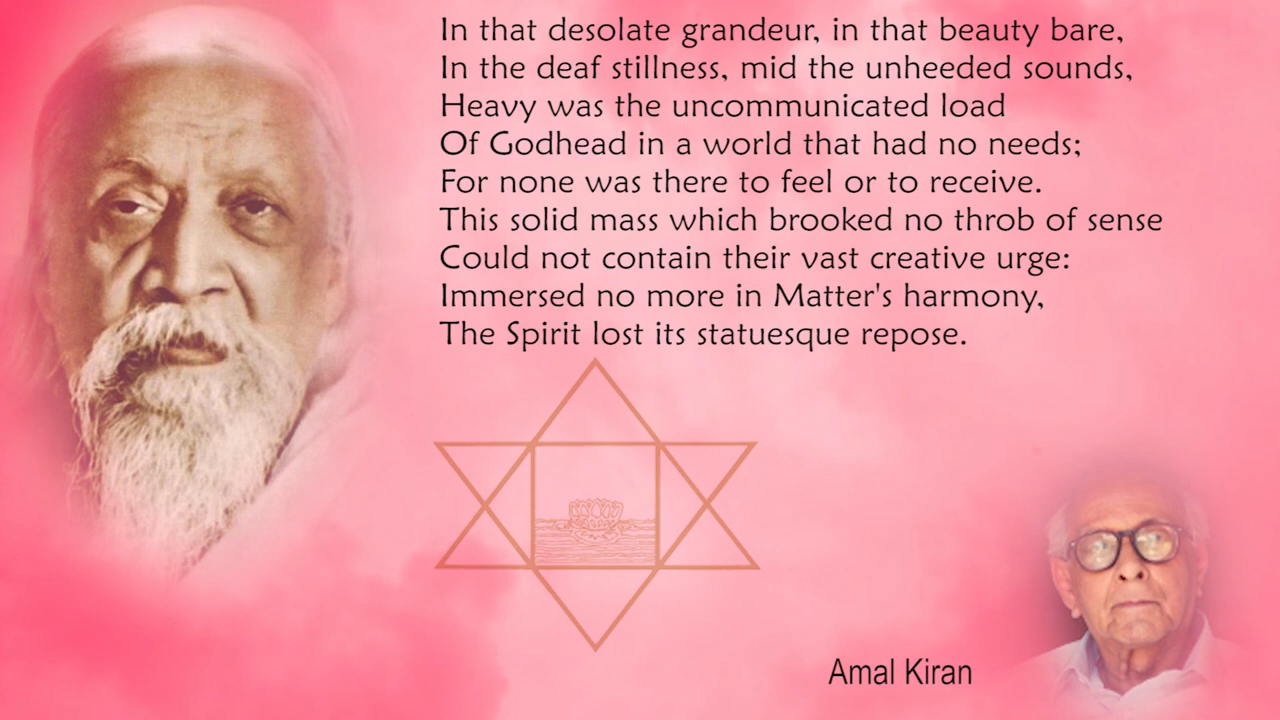 In that desolate grandeur, in that beauty bare,
In the deaf stillness, mid the unheeded sounds,
Heavy was the uncommunicated load
Of Godhead in a world that had no needs;
For none was there to feel or to receive.
This solid mass which brooked no throb of sense
Could not contain their vast creative urge:
Immersed no more in Matter's harmony,
The Spirit lost its statuesque repose.
Amal Kiran